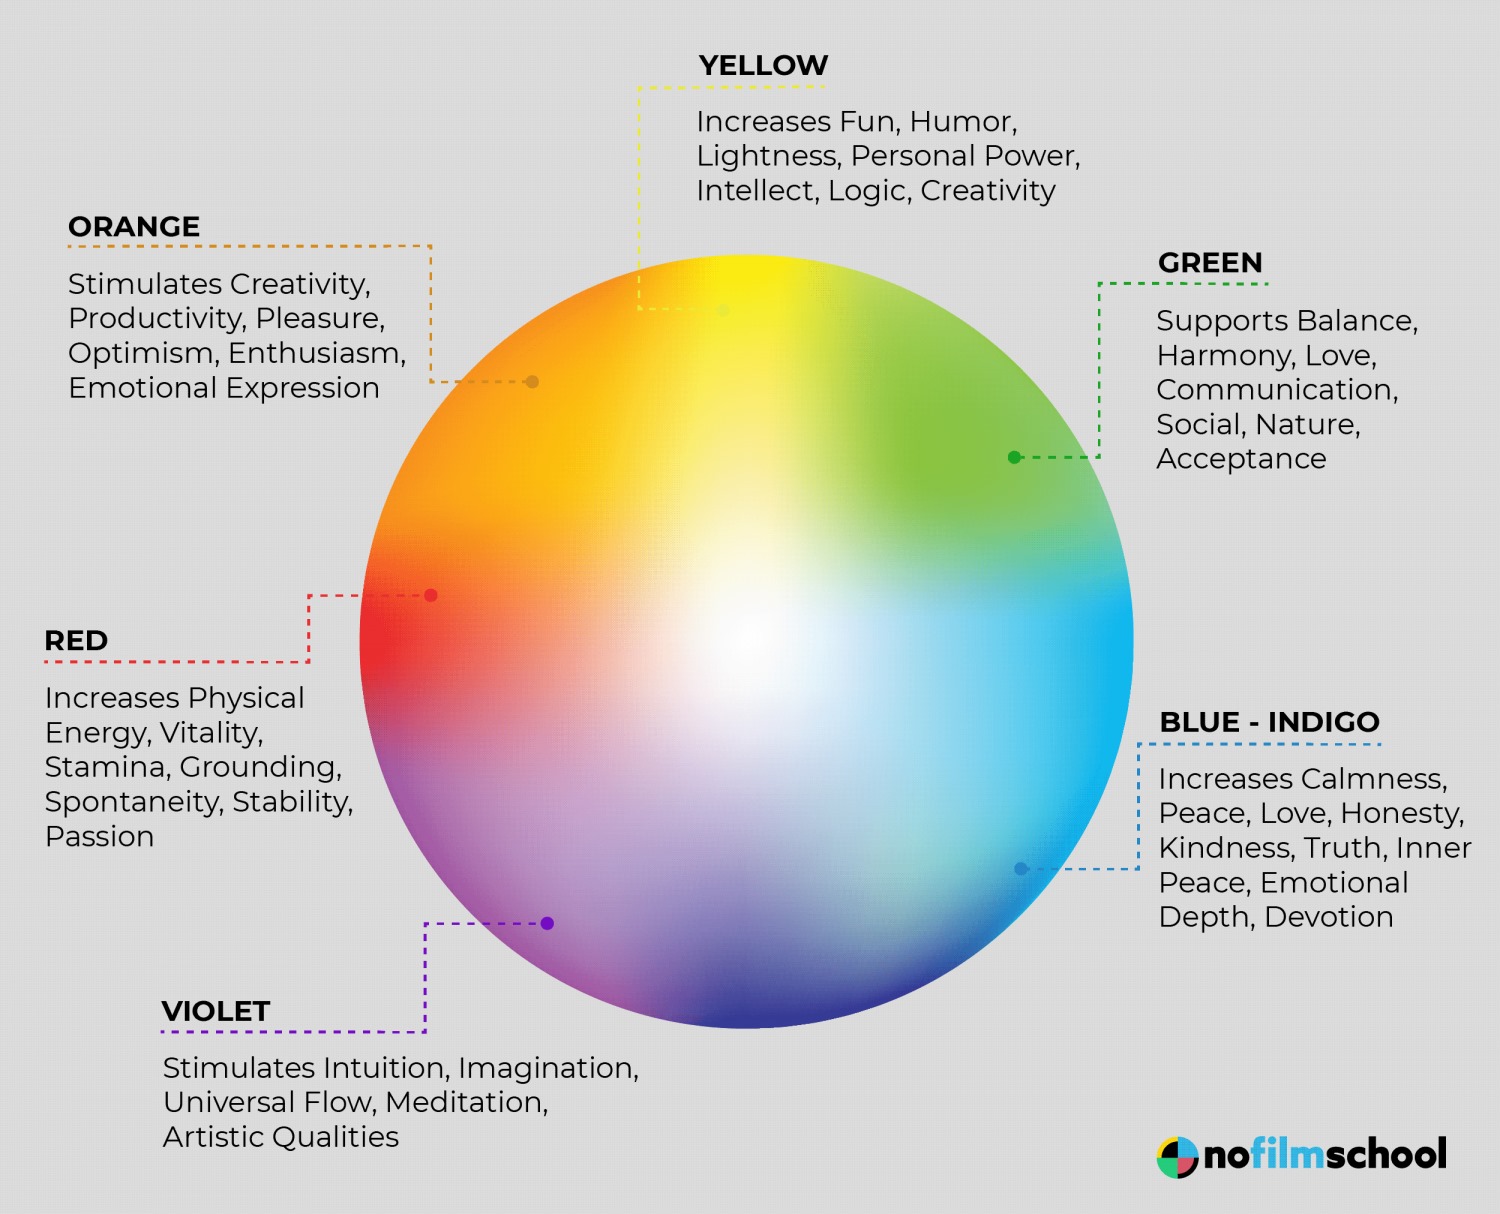 YELLOW
Increases Fun, Humor,
Lightness, Personal Power,
Intellect, Logic, Creativity
ORANGE
Stimulates Creativity,
Productivity, Pleasure,
Optimism, Enthusiasm,
Emotional Expression
GREEN
Supports Balance,
Harmony, Love,
Communication,
Social, Nature,
Acceptance
RED
Increases Physical
Energy, Vitality,
Stamina, Grounding,
Spontaneity, Stability,
Passion
BLUE - INDIGO
Increases Calmness,
Peace, Love, Honesty,
Kindness, Truth, Inner
Peace, Emotional
Depth, Devotion
VIOLET
Stimulates Intuition, Imagination,
Universal Flow, Meditation,
Artistic Qualities
nofilmschool